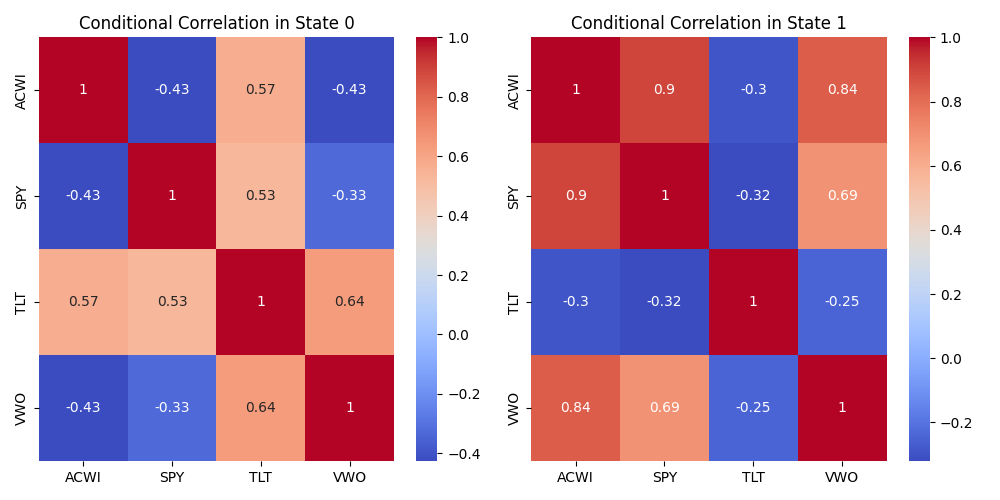 Conditional Correlation in State 0
ACWI 1 -0.43 0.57 -0.43
SPY -0.43 1 0.53 -0.33
TLT 0.57 0.53 1 0.64
VWO -0.43 -0.33 0.64 1
ACWI SPY TLT VWO
1.0
0.8
0.6
0.4
0.2
0.0
−0.2
−0.4
Conditional Correlation in State 1
ACWI 1 0.9 -0.3 0.84
SPY 0.9 1 -0.32 0.69
TLT -0.3 -0.32 1 -0.25
VWO 0.84 0.69 -0.25 1
ACWI SPY TLT VWO
1.0
0.8
0.6
0.4
0.2
0.0
−0.2